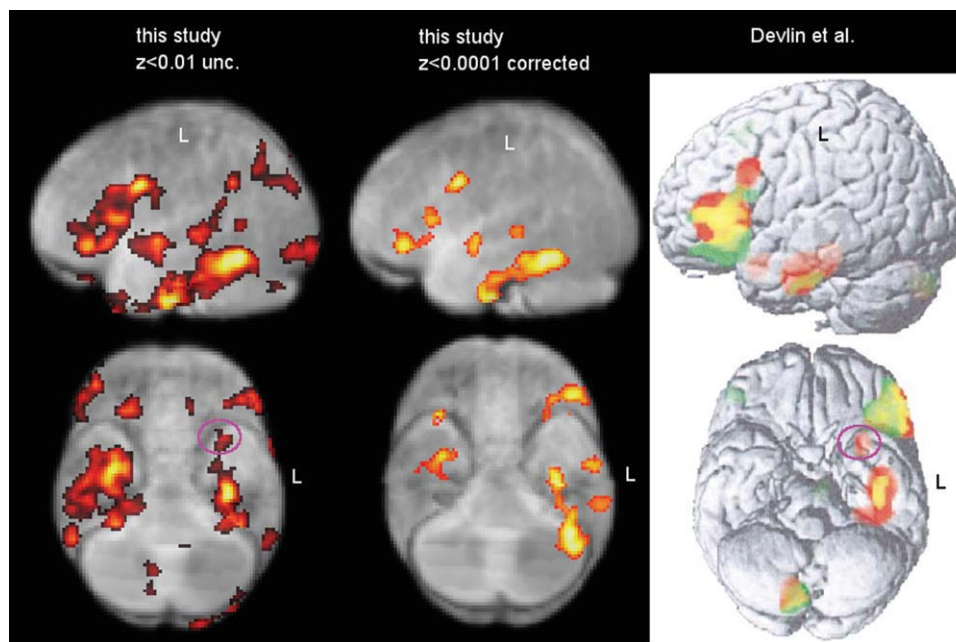 this study
z<0.01 unc.
this study
z<0.0001 corrected
Devlin et al.
L
L
L
L
L
L